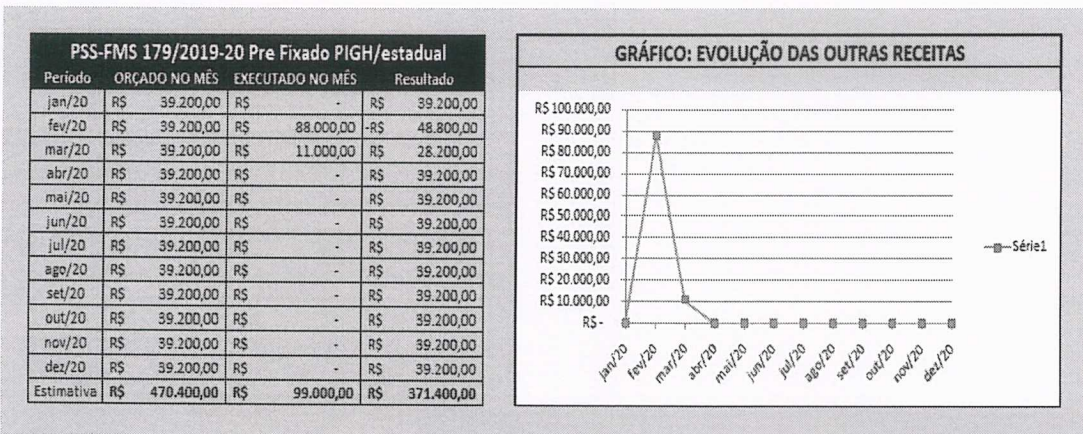 PSS-FMS 179/2019-20 Pre Fixado PIGH/estadual
Período ORÇADO NO MÊS EXECUTADO NO MÊS Resultado
jan/20 R$ 39.200,00 R$ - R$ 39.200,00
fev/20 R$ 39.200,00 R$ 88.000,00 -R$ 48.800,00
mar/20 R$ 39.200,00 R$ 11.000,00 R$ 28.200,00
abr/20 R$ 39.200,00 R$ - R$ 39.200,00
mai/20 R$ 39.200,00 R$ - R$ 39.200,00
jun/20 R$ 39.200,00 R$ - R$ 39.200,00
jul/20 R$ 39.200,00 R$ - R$ 39.200,00
ago/20 R$ 39.200,00 R$ - R$ 39.200,00
set/20 R$ 39.200,00 R$ - R$ 39.200,00
out/20 R$ 39.200,00 R$ - R$ 39.200,00
nov/20 R$ 39.200,00 R$ - R$ 39.200,00
dez/20 R$ 39.200,00 R$ - R$ 39.200,00
Estimativa R$ 470.400,00 R$ 99.000,00 R$ 371.400,00
GRÁFICO: EVOLUÇÃO DAS OUTRAS RECEITAS
R$ 100.000,00
R$ 90.000,00
R$ 80.000,00
R$ 70.000,00
R$ 60.000,00
R$ 50.000,00
R$ 40.000,00
R$ 30.000,00
R$ 20.000,00
R$ 10.000,00
R$ -
jan/20 fev/20 mar/20 abr/20 mai/20 jun/20 jul/20 ago/20 set/20 out/20 nov/20 dez/20
Série1